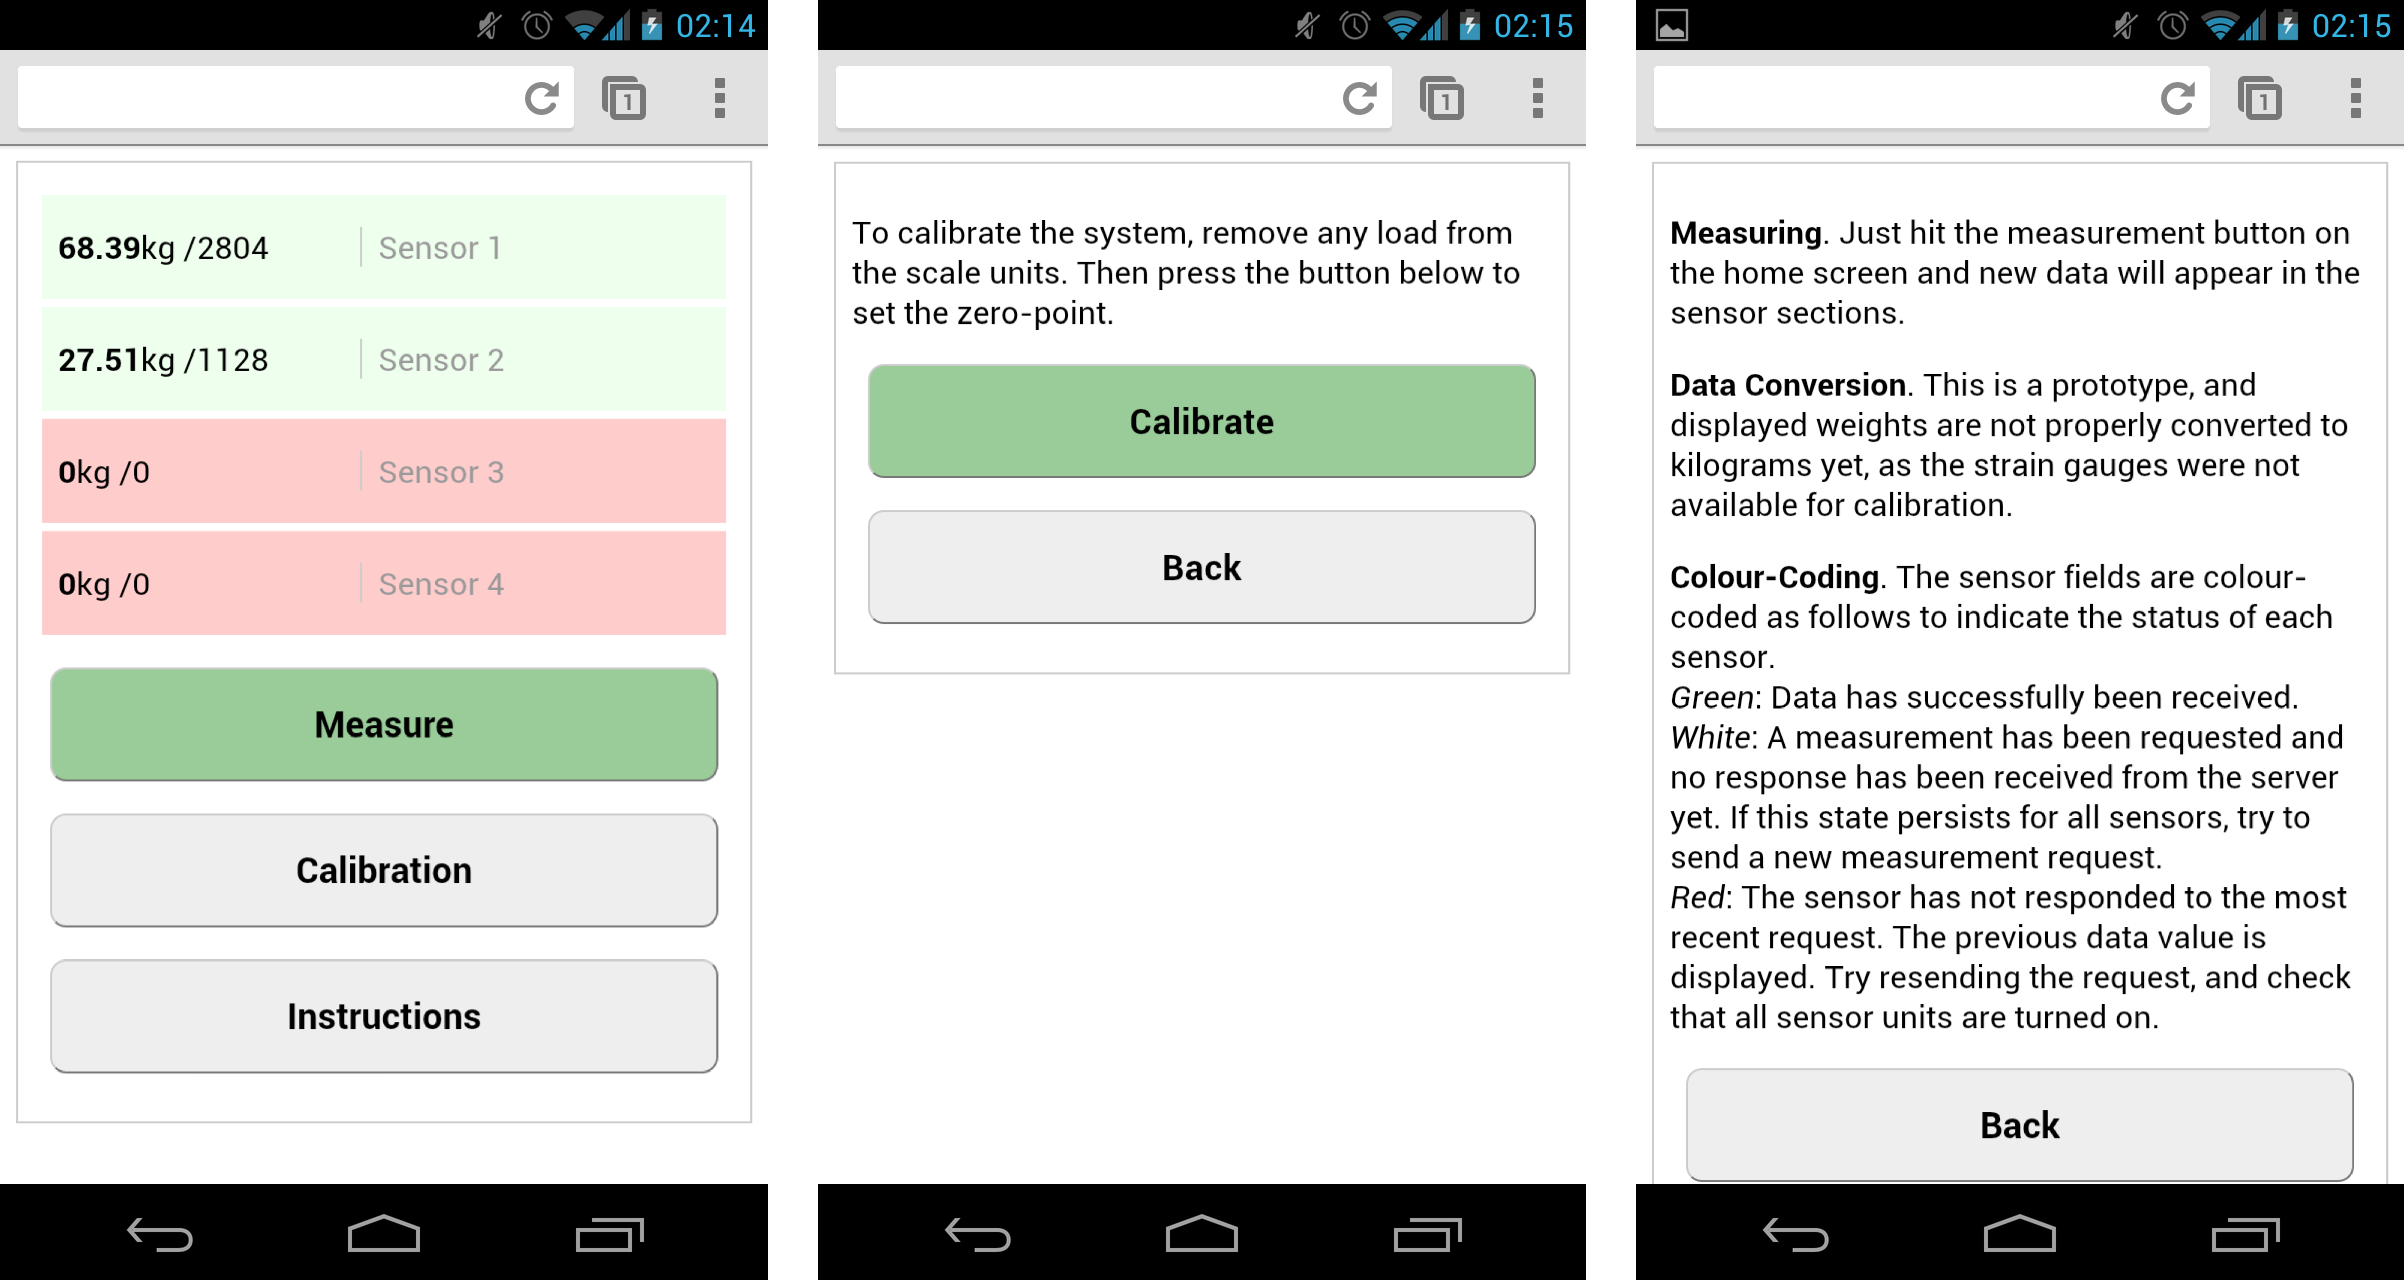 02:14
1
68.39kg /2804 Sensor 1
27.51kg /1128 Sensor 2
0kg /0 Sensor 3
0kg /0 Sensor 4
Measure
Calibration
Instructions
02:15
1
To calibrate the system, remove any load from
the scale units. Then press the button below to
set the zero-point.
Calibrate
Back
02:15
1
Measuring. Just hit the measurement button on
the home screen and new data will appear in the
sensor sections.
Data Conversion. This is a prototype, and
displayed weights are not properly converted to
kilograms yet, as the strain gauges were not
available for calibration.
Colour-Coding. The sensor fields are colour-
coded as follows to indicate the status of each
sensor.
Green: Data has successfully been received.
White: A measurement has been requested and
no response has been received from the server
yet. If this state persists for all sensors, try to
send a new measurement request.
Red: The sensor has not responded to the most
recent request. The previous data value is
displayed. Try resending the request, and check
that all sensor units are turned on.
Back